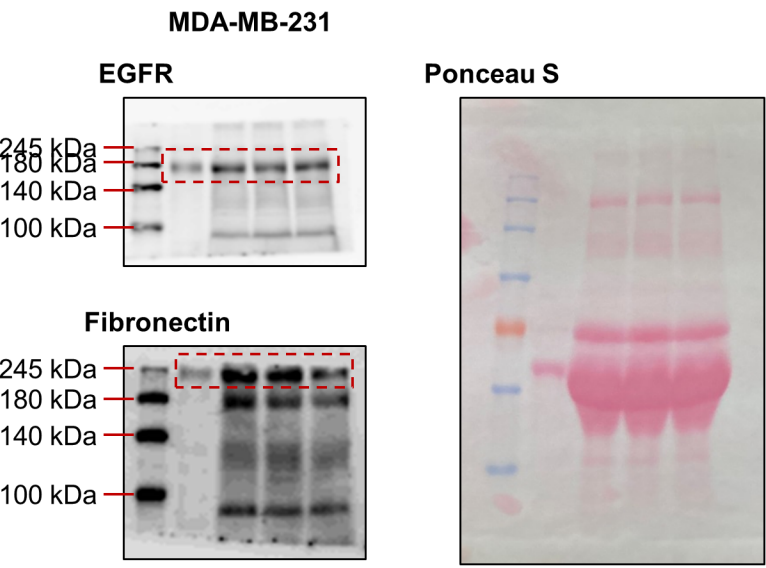 MDA-MB-231
EGFR
245 kDa
180 kDa
140 kDa
100 kDa
Fibronectin
245 kDa
180 kDa
140 kDa
100 kDa
Ponceau S